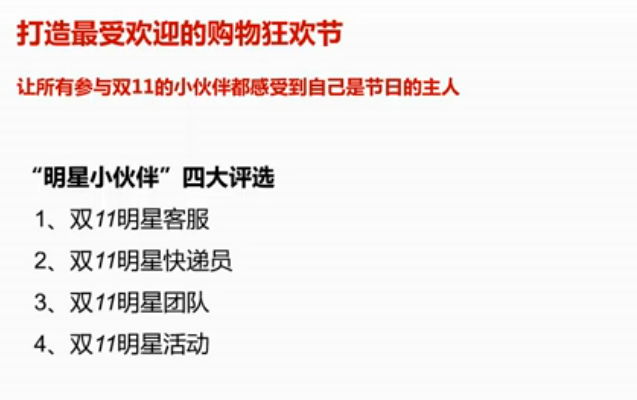 打造最受欢迎的购物狂欢节
让所有参与双11的小伙伴都感受到自己是节日的主人
“明星小伙伴”四大评选
1、双11明星客服
2、双11明星快递员
3、双11明星团队
4、双11明星活动